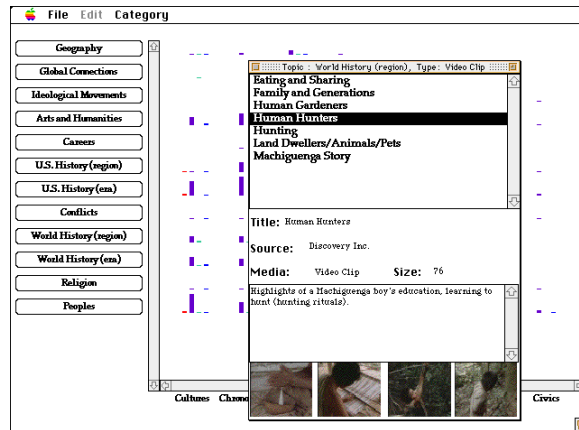 File Edit Category
Geography
Global Connections
Ideological Movements
Arts and Humanities
Careers
U.S. History (region)
U.S. History (era)
Conflicts
World History (region)
World History (era)
Religion
Peoples
Topic : World History (region), Type: Video Clip
Eating and Sharing
Family and Generations
Human Gardeners
Human Hunters
Hunting
Land Dwellers/Animals/Pets
Machiguenga Story
Title: Human Hunters
Source: Discovery Inc.
Media: Video Clip Size: 76
Highlights of a Machiguenga boy's education, learning to
hunt (hunting rituals).
Cultures Chrono
Civics